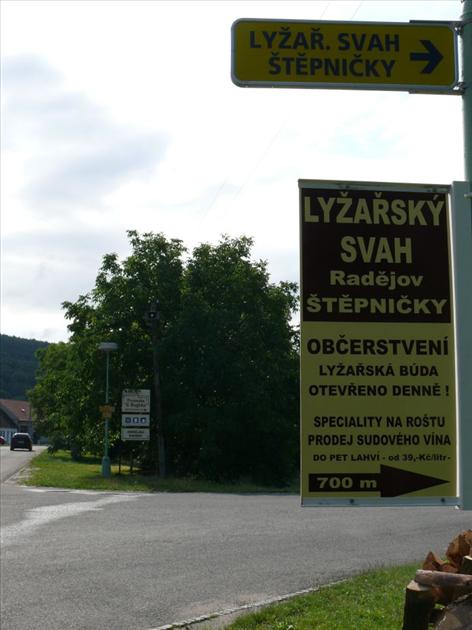 LYŽAŘ. SVAH
ŠTĚPNIČKY
LYŽAŘSKÝ
SVAH
Radějov
ŠTĚPNIČKY
OBČERSTVENÍ
LYŽAŘSKÁ BÚDA
OTEVŘENO DENNĚ !
SPECIALITY NA ROŠTU
PRODEJ SUDOVÉHO VÍNA
DO PET LAHVÍ - od 39,-Kč/litr-
700 m